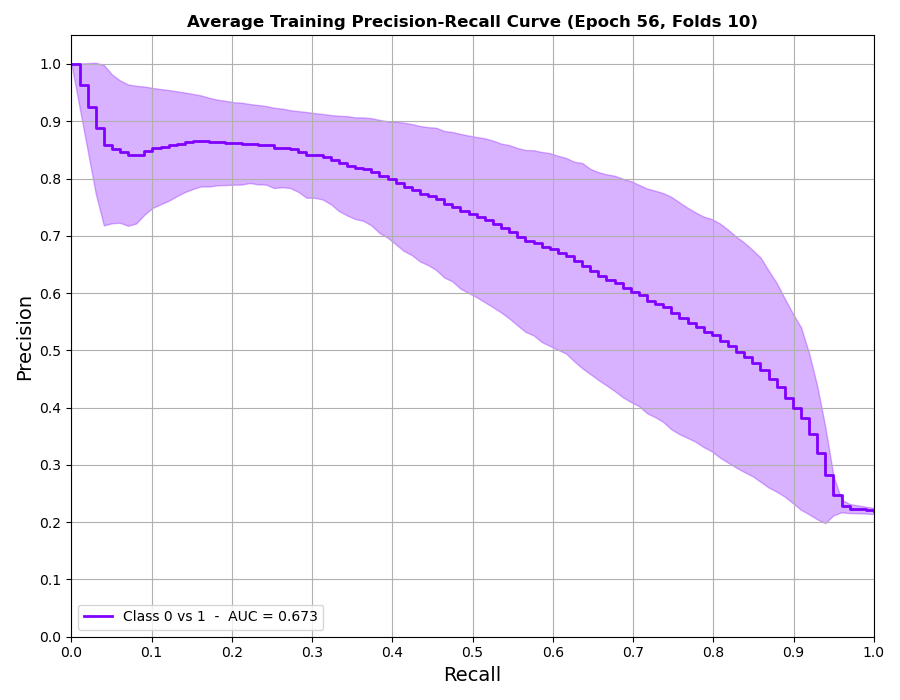 Average Training Precision-Recall Curve (Epoch 56, Folds 10)
Precision
1.0
0.9
0.8
0.7
0.6
0.5
0.4
0.3
0.2
0.1
0.0
Class 0 vs 1 - AUC = 0.673
0.0 0.1 0.2 0.3 0.4 0.5 0.6 0.7 0.8 0.9 1.0
Recall